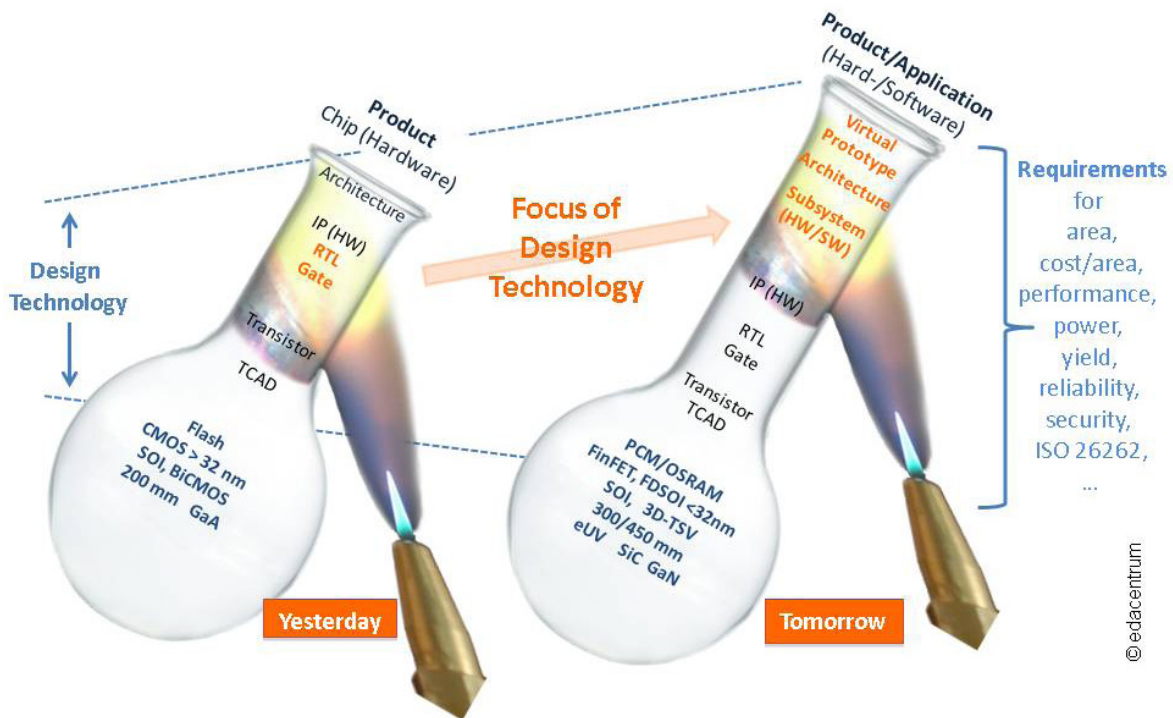 Product
Chip (Hardware)
Architecture
IP (HW)
RTL
Gate
Transistor
TCAD
Flash
CMOS > 32 nm
SOI, BiCMOS
200 mm GaA
Design
Technology
Yesterday
Focus of
Design
Technology
Product/Application
(Hard-/Software)
Virtual
Prototype
Architecture
Subsystem
(HW/SW)
IP (HW)
RTL
Gate
Transistor
TCAD
PCM/OSRAM
FinFET, FDSOI <32nm
SOI, 3D-TSV
300/450 mm
eUV SiC GaN
Tomorrow
Requirements
for
area,
cost/area,
performance,
power,
yield,
reliability,
security,
ISO 26262,
...
© edacentrum